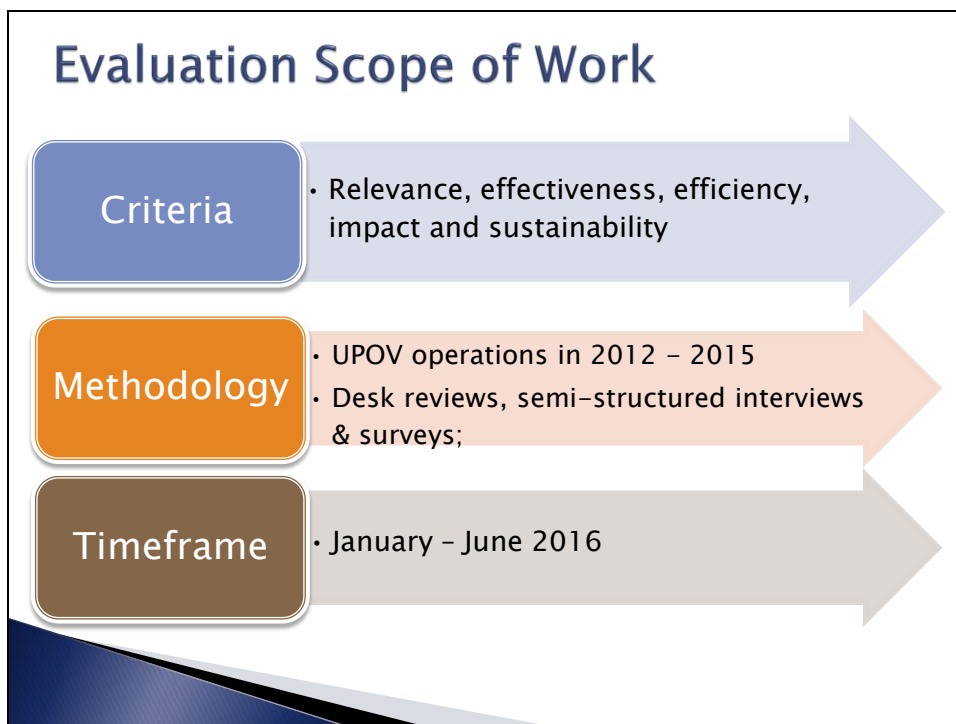 Evaluation Scope of Work
Criteria
• Relevance, effectiveness, efficiency,
impact and sustainability
Methodology
• UPOV operations in 2012 – 2015
• Desk reviews, semi-structured interviews
& surveys;
Timeframe
• January – June 2016